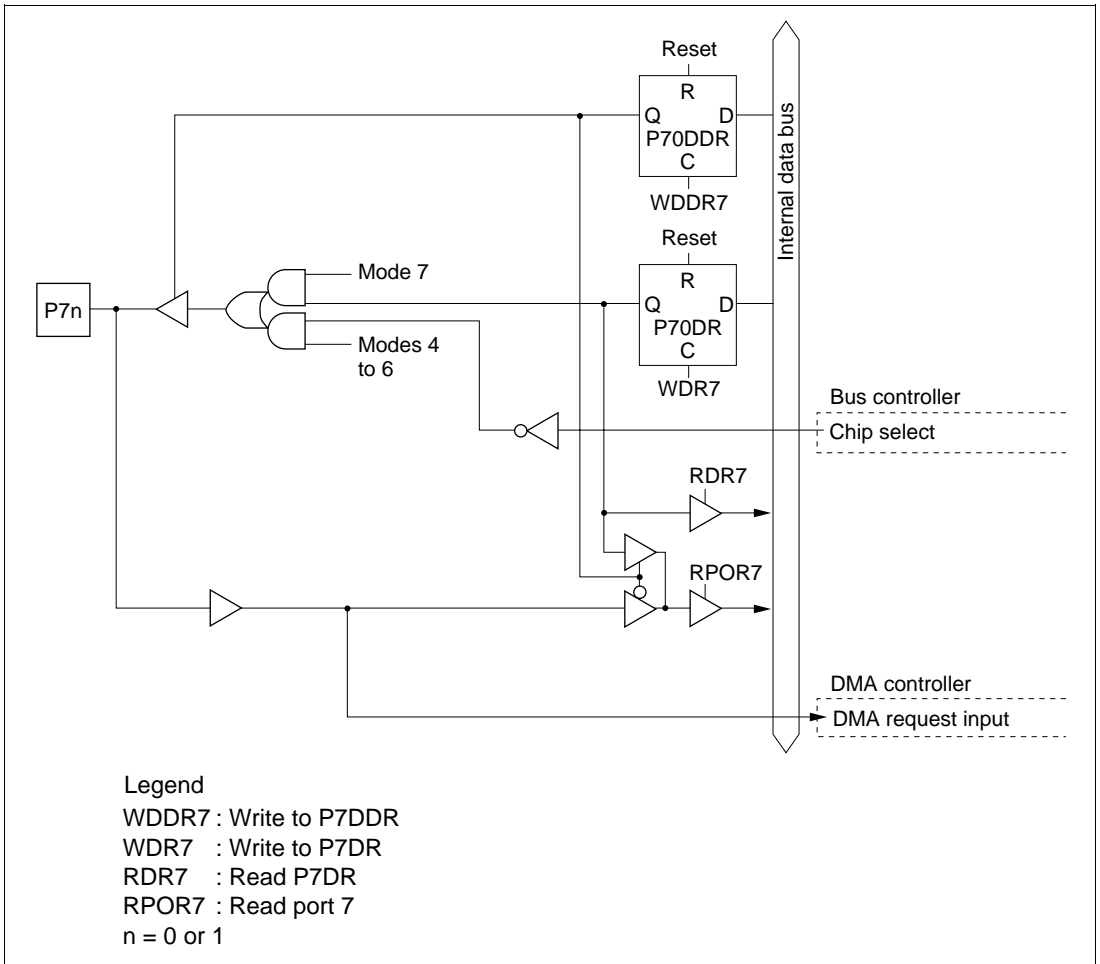 Reset
R
Q D
P70DDR
C
WDDR7
Internal data bus
Reset
R
Q D
P70DR
C
WDR7
Mode 7
P7n
Modes 4
to 6
Bus controller
Chip select
RDR7
RPOR7
DMA controller
DMA request input
Legend
WDDR7 : Write to P7DDR
WDR7 : Write to P7DR
RDR7 : Read P7DR
RPOR7 : Read port 7
n = 0 or 1